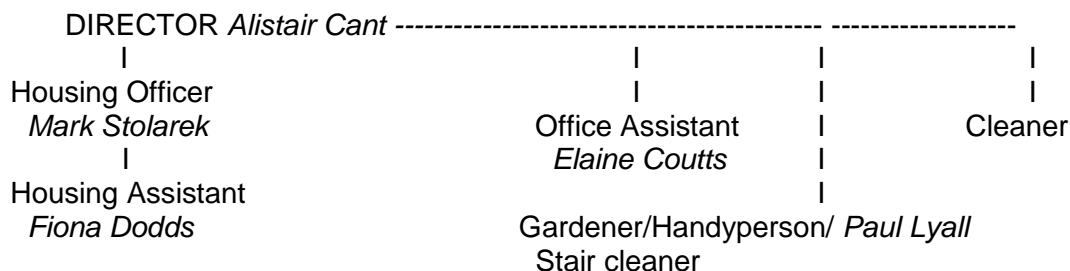 DIRECTOR Alistair Cant ----------------------------------------------- ------------------
I I I I
Housing Officer I I I
Mark Stolarek Office Assistant I Cleaner
I Elaine Coutts I
Housing Assistant I
Fiona Dodds Gardener/Handyperson/ Paul Lyall
Stair cleaner